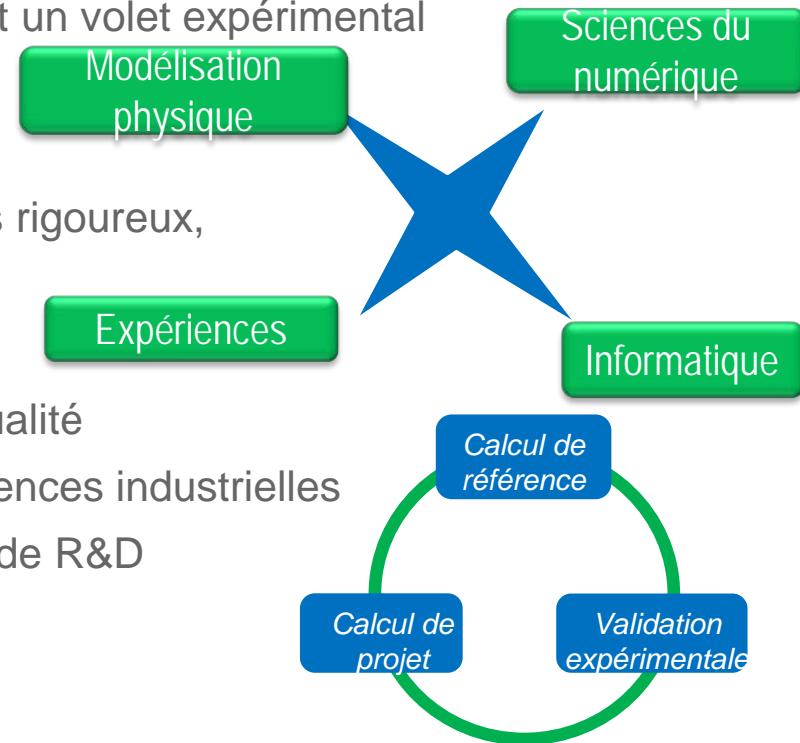 t un volet expérimental
Sciences du
numérique
Modélisation
physique
s rigoureux,
Expériences
Informatique
ualité
Calcul de
référence
ences industrielles
de R&D
Calcul de
projet
Validation
expérimentale